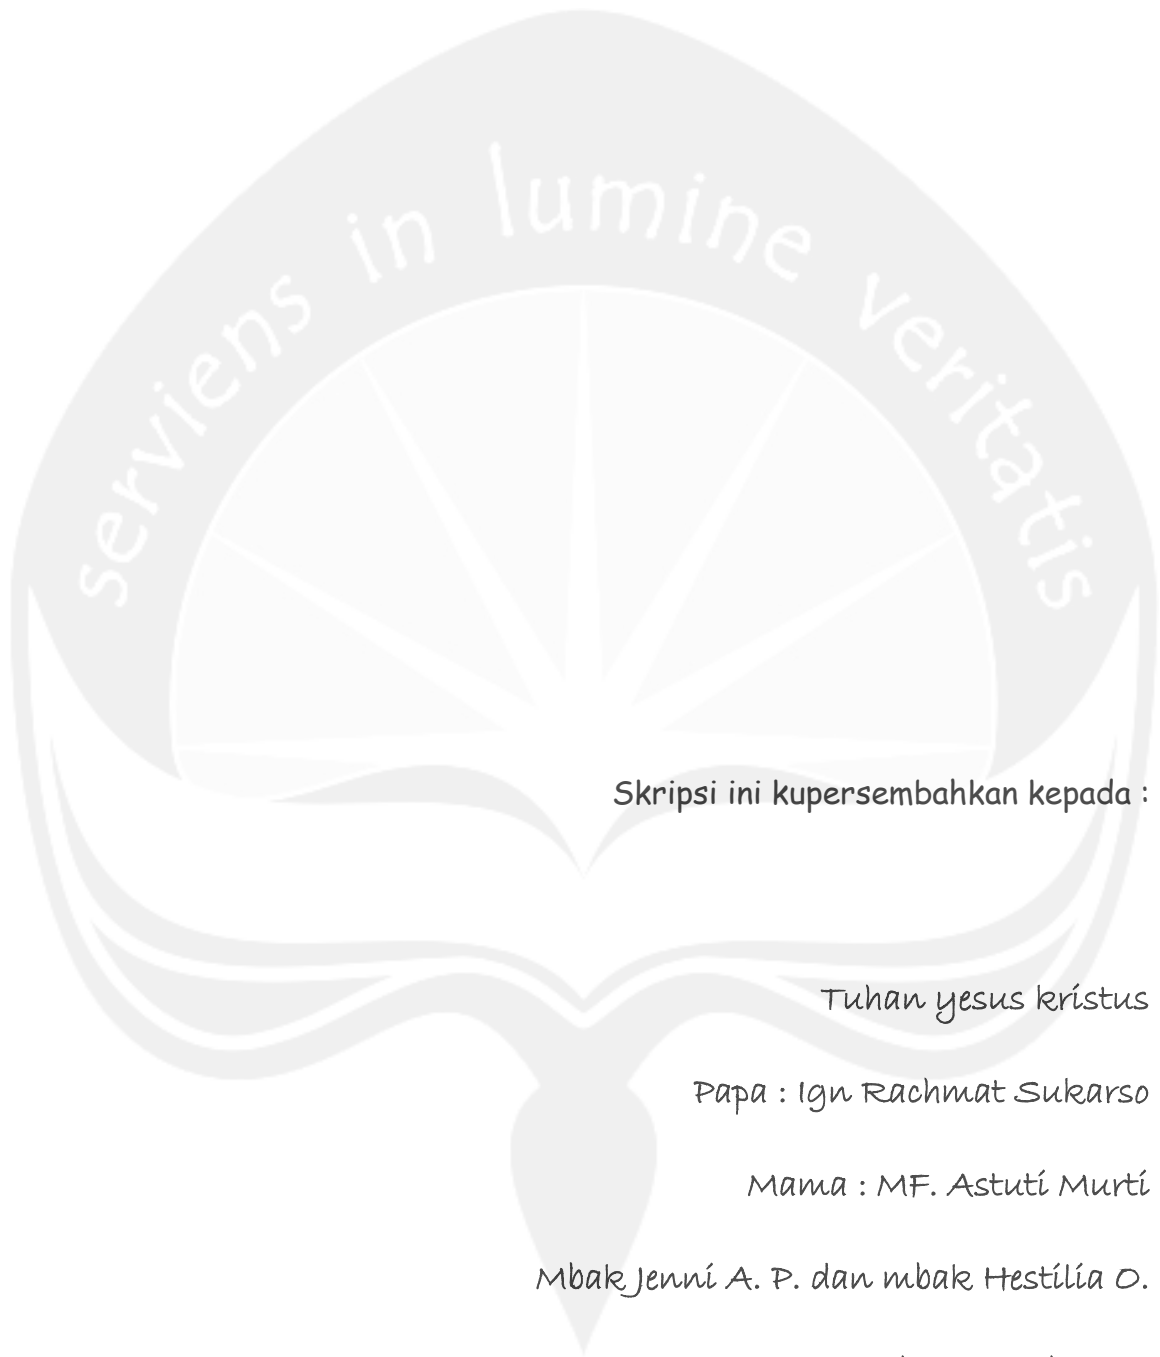 serviens in lumine veritatis
Skripsi ini kupersembahkan kepada :
Tuhan yesus kristus
Papa : Ign Rachmat Sukarso
Mama : MF. Astuti Murti
Mbak Jenni A. P. dan mbak Hestilia O.